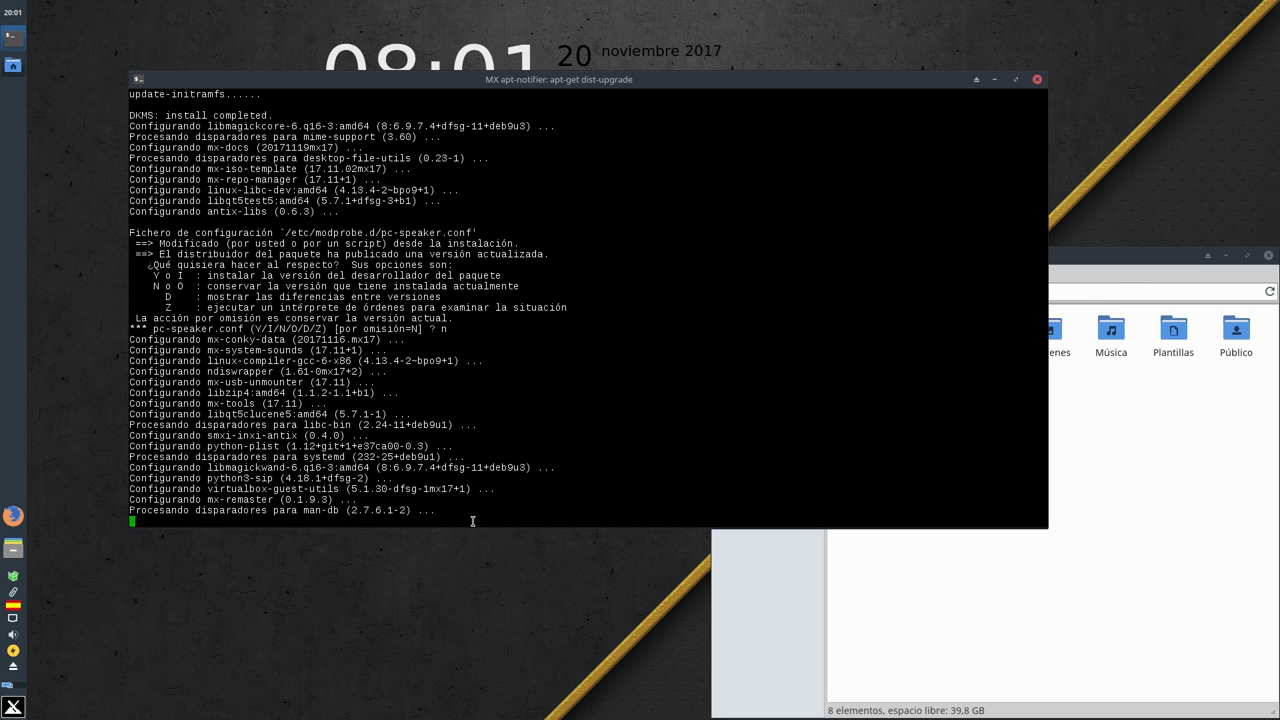 20:01
08:01
20 noviembre 2017
MX apt-notifier: apt-get dist-upgrade
update-initramfs......
DKMS: install completed.
Configurando libmagickcore-6.q16-3:amd64 (8:6.9.7.4+dfsg-11+deb9u3) ...
Procesando disparadores para mime-support (3.60) ...
Configurando mx-docs (20171119mx17) ...
Procesando disparadores para desktop-file-utils (0.23-1) ...
Configurando mx-iso-template (17.11.02mx17) ...
Configurando mx-repo-manager (17.11+1) ...
Configurando linux-libc-dev:amd64 (4.13.4-2~bpo9+1) ...
Configurando libqt5test5:amd64 (5.7.1+dfsg-3+b1) ...
Configurando antix-libs (0.6.3) ...
Fichero de configuración `/etc/modprobe.d/pc-speaker.conf'
==> Modificado (por usted o por un script) desde la instalación.
==> El distribuidor del paquete ha publicado una versión actualizada.
¿Qué quisiera hacer al respecto?  Sus opciones son:
Y o I  : instalar la versión del desarrollador del paquete
N o O  : conservar la versión que tiene instalada actualmente
D    : mostrar las diferencias entre versiones
Z    : ejecutar un intérprete de órdenes para examinar la situación
La acción por omisión es conservar la versión actual.
*** pc-speaker.conf (Y/I/N/O/D/Z) [por omisión=N] ? n
Configurando mx-conky-data (20171116.mx17) ...
Configurando mx-system-sounds (17.11+1) ...
Configurando linux-compiler-gcc-6-x86 (4.13.4-2~bpo9+1) ...
Configurando ndiswrapper (1.61-0mx17+2) ...
Configurando mx-usb-unmounter (17.11) ...
Configurando libzip4:amd64 (1.1.2-1.1+b1) ...
Configurando mx-tools (17.11) ...
Configurando libqt5clucene5:amd64 (5.7.1-1) ...
Procesando disparadores para libc-bin (2.24-11+deb9u1) ...
Configurando smxi-inxi-antix (0.4.0) ...
Configurando python-plist (1.12+git+1+e37ca00-0.3) ...
Procesando disparadores para systemd (232-25+deb9u1) ...
Configurando libmagickwand-6.q16-3:amd64 (8:6.9.7.4+dfsg-11+deb9u3) ...
Configurando python3-sip (4.18.1+dfsg-2) ...
Configurando virtualbox-guest-utils (5.1.30-dfsg-1mx17+1) ...
Configurando mx-remaster (0.1.9.3) ...
Procesando disparadores para man-db (2.7.6.1-2) ...
enes
Música
Plantillas
Público
8 elementos, espacio libre: 39,8 GB